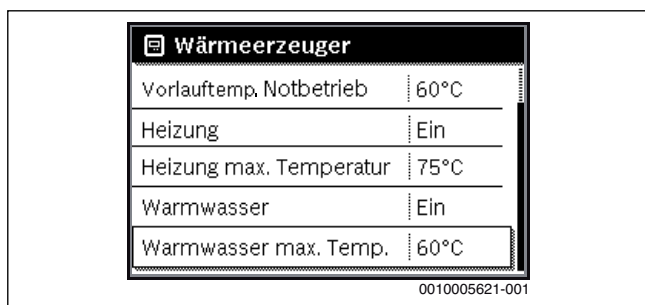 Wärmeerzeuger
Vorlauftemp. Notbetrieb 60°C
Heizung Ein
Heizung max. Temperatur 75°C
Warmwasser Ein
Warmwasser max. Temp. 60°C
0010005621-001